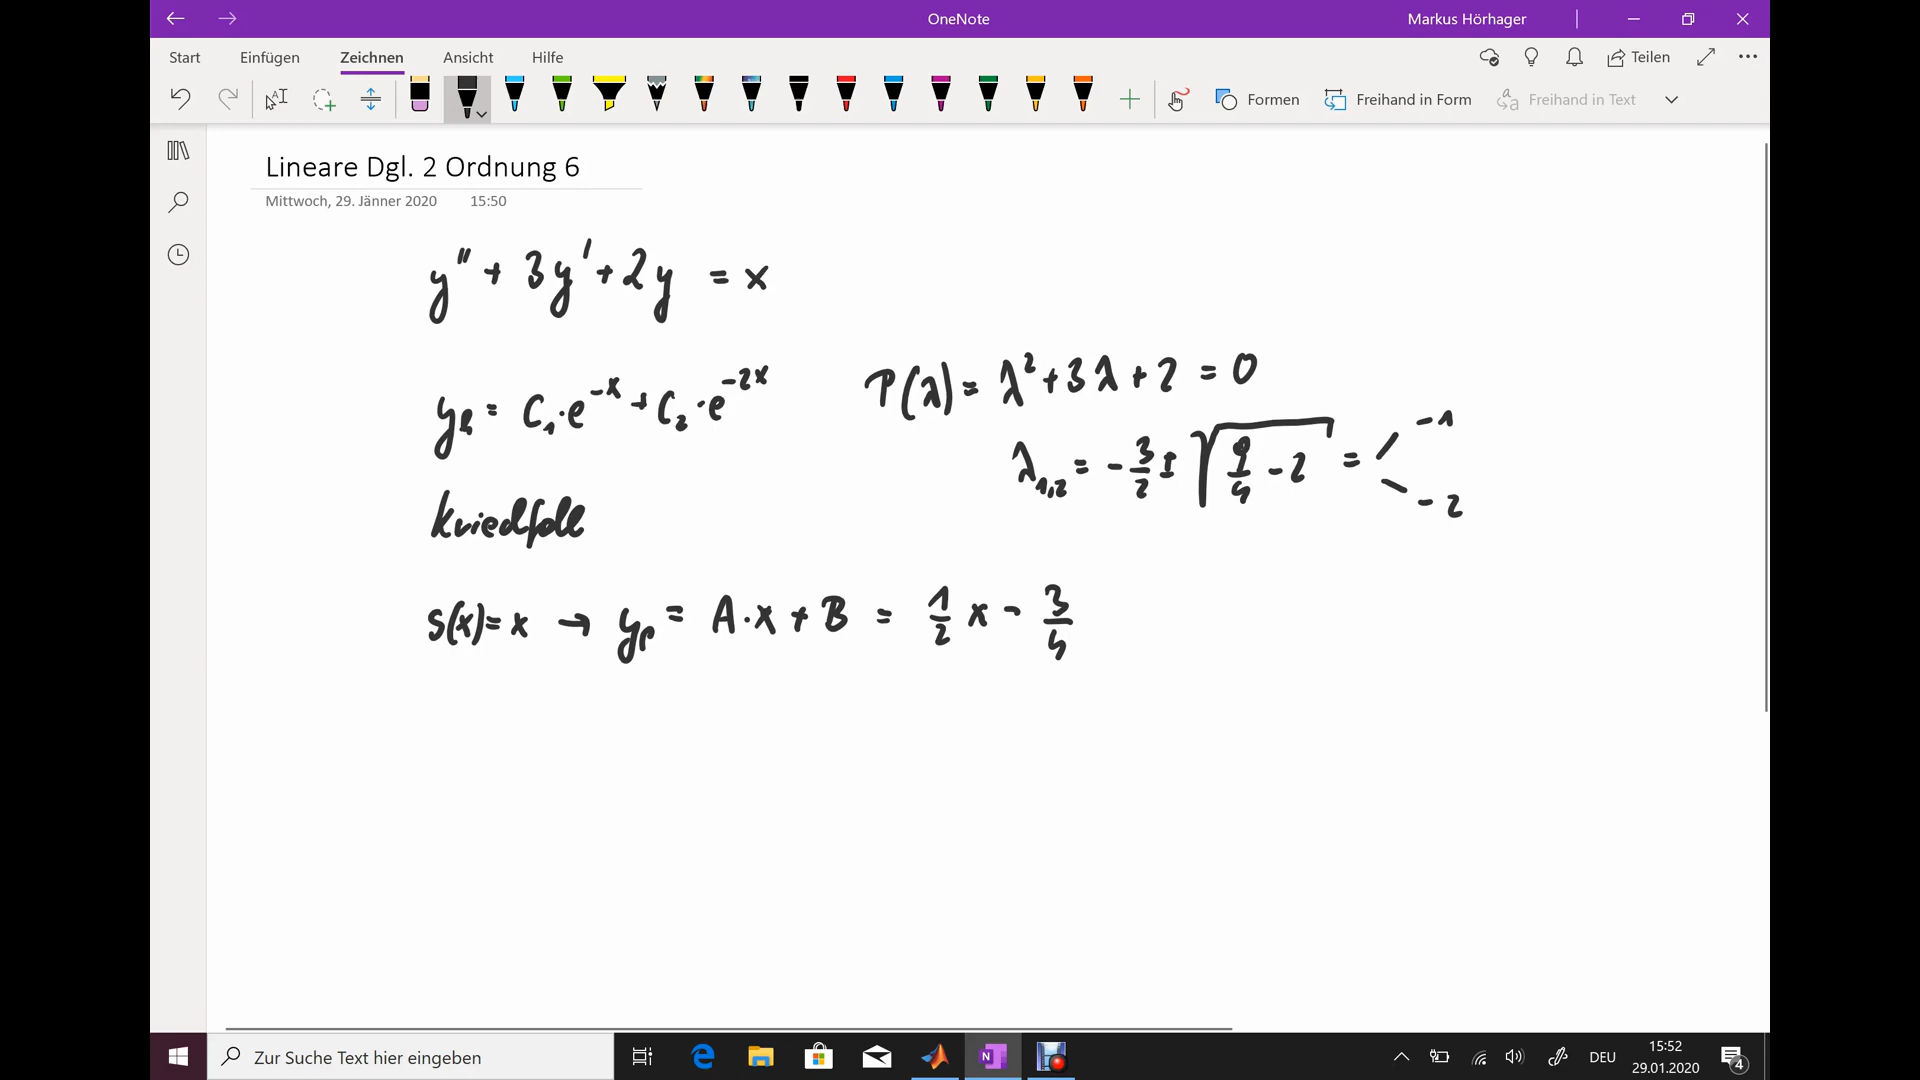 OneNote
Markus Hörhager
Start Einfügen Zeichnen Ansicht Hilfe
Teilen
Formen Freihand in Form Freihand in Text
Lineare Dgl. 2 Ordnung 6
Mittwoch, 29. Jänner 2020 15:50
y'' + 3y' + 2y = x
y_h = C₁·e^(-x) + C₂·e^(-2x)
P(λ) = λ² + 3λ + 2 = 0
λ₁,₂ = -3/2 ± √(9/4 - 2) = -1
-2
s(x) = x → y_p = A·x + B = 1/2 x - 3/4
Zur Suche Text hier eingeben
DEU
15:52
29.01.2020
4